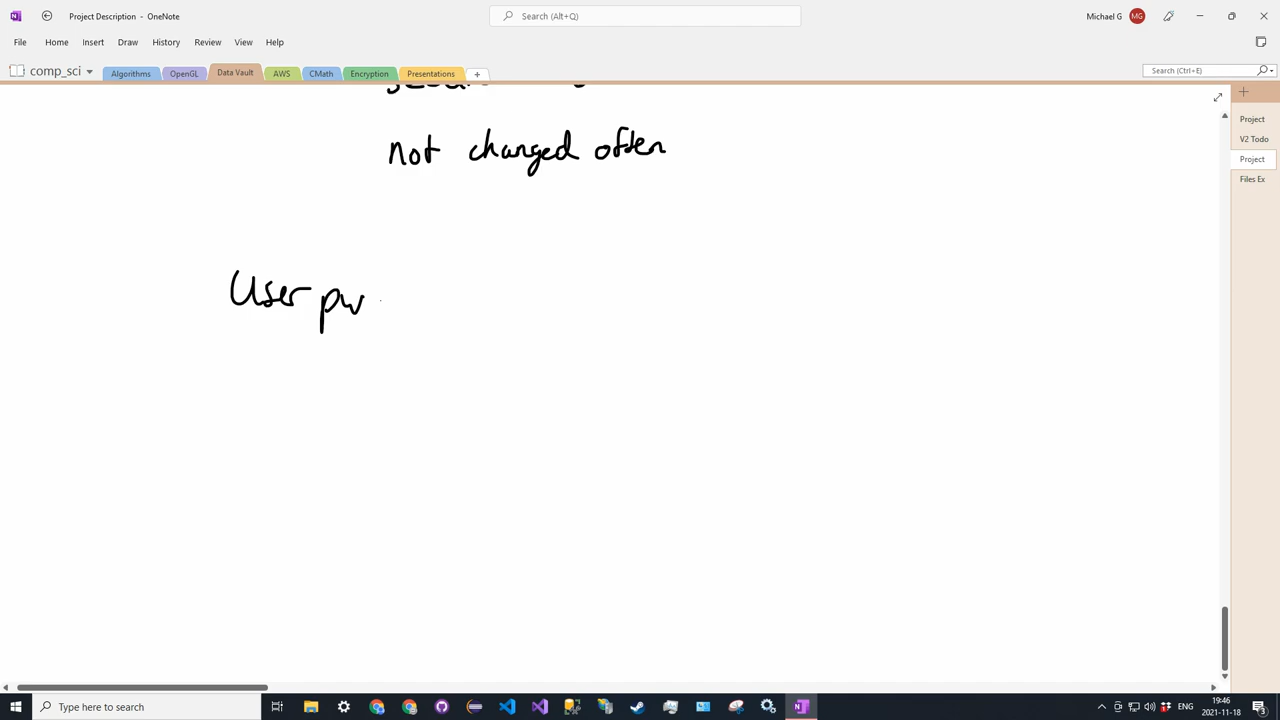 Project Description - OneNote
Search (Alt+Q)
Michael G
MG
File Home Insert Draw History Review View Help
comp_sci
Algorithms OpenGL Data Vault AWS CMath Encryption Presentations
Search (Ctrl+E)
Project
V2 Todo
Project
Files Ex
not changed often
User pw
Type here to search
ENG
19:46
2021-11-18